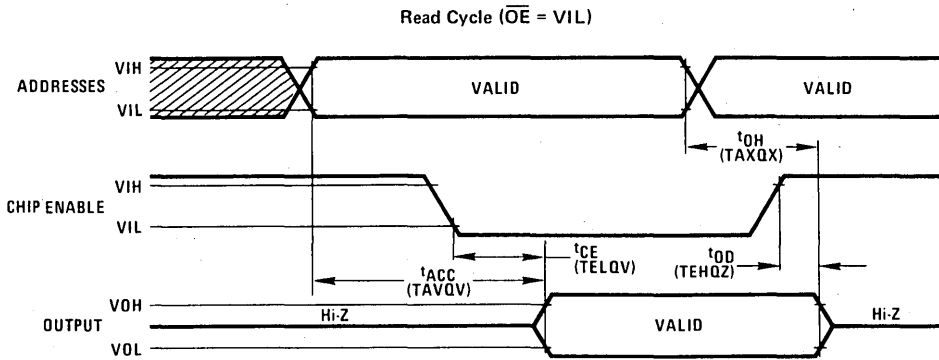 Read Cycle (OE = VIL)
ADDRESSES
VIH
VIL
VALID
VALID
tOH
(TAXQX)
CHIP ENABLE
VIH
VIL
tCE
(TELQV)
tOD
(TEHQZ)
tACC
(TAVQV)
OUTPUT
VOH
VOL
Hi-Z
VALID
Hi-Z